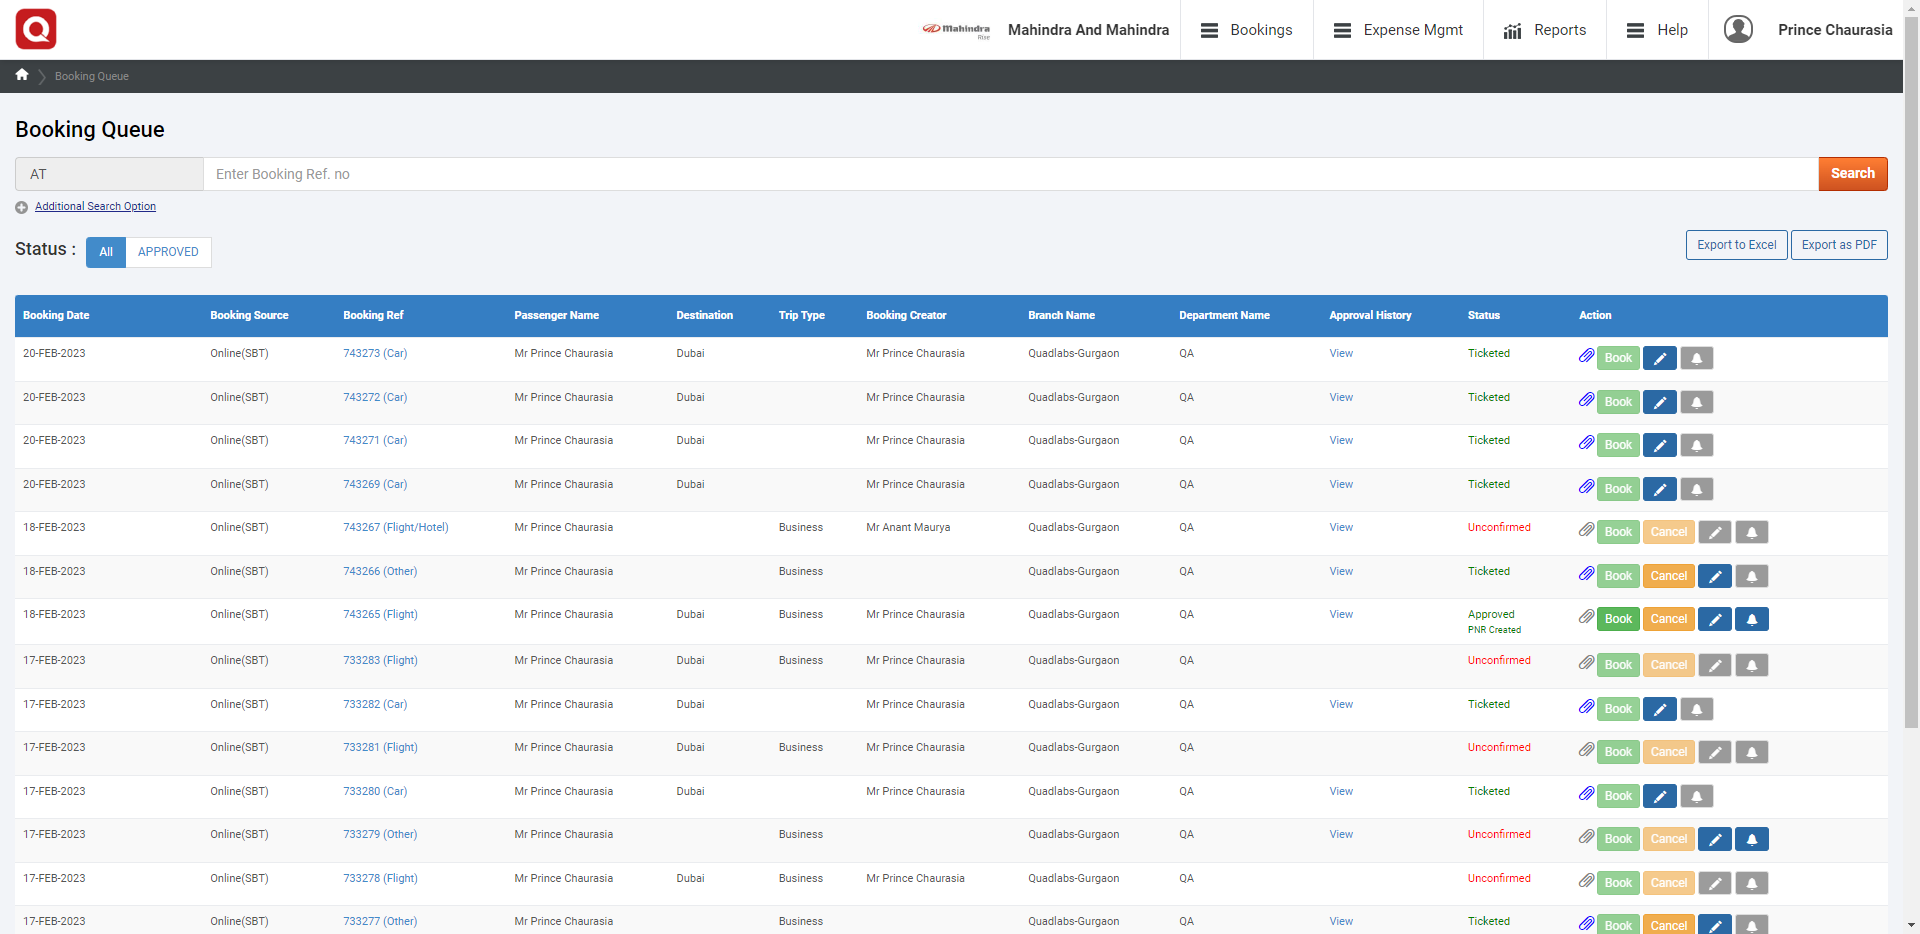 Q
Mahindra Rise Mahindra And Mahindra Bookings Expense Mgmt Reports Help Prince Chaurasia
Booking Queue
Booking Queue
AT Enter Booking Ref. no Search
Additional Search Option
Status : All APPROVED Export to Excel Export as PDF
Booking Date Booking Source Booking Ref Passenger Name Destination Trip Type Booking Creator Branch Name Department Name Approval History Status Action
20-FEB-2023 Online(SBT) 743273 (Car) Mr Prince Chaurasia Dubai Mr Prince Chaurasia Quadlabs-Gurgaon QA View Ticketed Book
20-FEB-2023 Online(SBT) 743272 (Car) Mr Prince Chaurasia Dubai Mr Prince Chaurasia Quadlabs-Gurgaon QA View Ticketed Book
20-FEB-2023 Online(SBT) 743271 (Car) Mr Prince Chaurasia Dubai Mr Prince Chaurasia Quadlabs-Gurgaon QA View Ticketed Book
20-FEB-2023 Online(SBT) 743269 (Car) Mr Prince Chaurasia Dubai Mr Prince Chaurasia Quadlabs-Gurgaon QA View Ticketed Book
18-FEB-2023 Online(SBT) 743267 (Flight/Hotel) Mr Prince Chaurasia Business Mr Anant Maurya Quadlabs-Gurgaon QA View Unconfirmed Book Cancel
18-FEB-2023 Online(SBT) 743266 (Other) Mr Prince Chaurasia Business Quadlabs-Gurgaon QA View Ticketed Book Cancel
18-FEB-2023 Online(SBT) 743265 (Flight) Mr Prince Chaurasia Dubai Business Mr Prince Chaurasia Quadlabs-Gurgaon QA View Approved Book Cancel
PNR Created
17-FEB-2023 Online(SBT) 733283 (Flight) Mr Prince Chaurasia Dubai Business Mr Prince Chaurasia Quadlabs-Gurgaon QA Unconfirmed Book Cancel
17-FEB-2023 Online(SBT) 733282 (Car) Mr Prince Chaurasia Dubai Mr Prince Chaurasia Quadlabs-Gurgaon QA View Ticketed Book
17-FEB-2023 Online(SBT) 733281 (Flight) Mr Prince Chaurasia Dubai Business Mr Prince Chaurasia Quadlabs-Gurgaon QA Unconfirmed Book Cancel
17-FEB-2023 Online(SBT) 733280 (Car) Mr Prince Chaurasia Dubai Mr Prince Chaurasia Quadlabs-Gurgaon QA View Ticketed Book
17-FEB-2023 Online(SBT) 733279 (Other) Mr Prince Chaurasia Business Quadlabs-Gurgaon QA View Unconfirmed Book Cancel
17-FEB-2023 Online(SBT) 733278 (Flight) Mr Prince Chaurasia Dubai Business Mr Prince Chaurasia Quadlabs-Gurgaon QA Unconfirmed Book Cancel
17-FEB-2023 Online(SBT) 733277 (Other) Mr Prince Chaurasia Business Quadlabs-Gurgaon QA View Ticketed Book Cancel